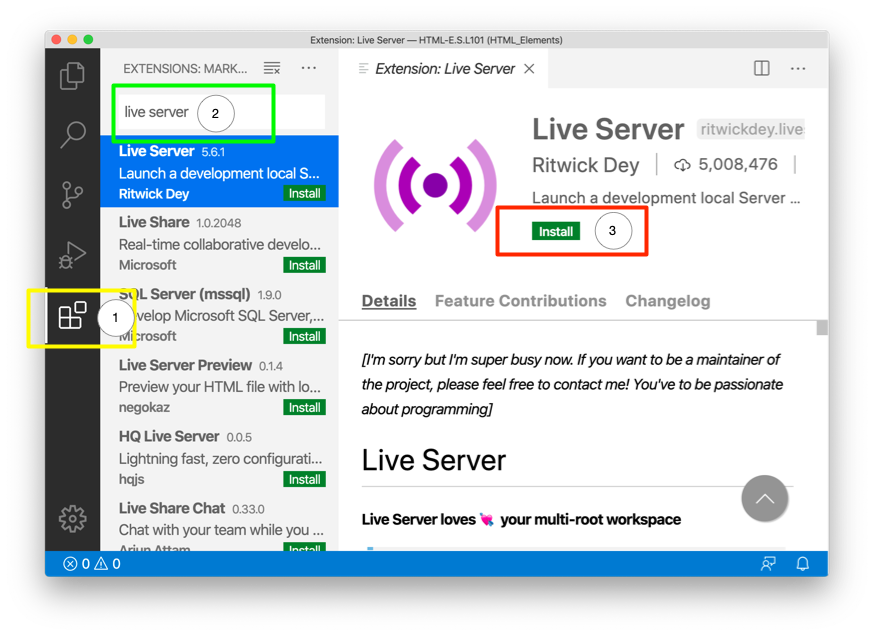 Extension: Live Server — HTML-E.S.L101 (HTML_Elements)
EXTENSIONS: MARK...
live server 2
Live Server 5.6.1
Launch a development local S...
Ritwick Dey Install
Live Share 1.0.2048
Real-time collaborative develo...
Microsoft Install
SQL Server (mssql) 1.9.0
1
velop Microsoft SQL Server,...
Microsoft Install
Live Server Preview 0.1.4
Preview your HTML file with lo...
negokaz Install
HQ Live Server 0.0.5
Lightning fast, zero configurati...
hqjs Install
Live Share Chat 0.33.0
Chat with your team while you ...
Arjun Attam Install
Extension: Live Server
Live Server ritwickdey.live
Ritwick Dey 5,008,476
Launch a development local Server ...
Install 3
Details Feature Contributions Changelog
[I'm sorry but I'm super busy now. If you want to be a maintainer of
the project, please feel free to contact me! You've to be passionate
about programming]
Live Server
Live Server loves 💘 your multi-root workspace
0 0